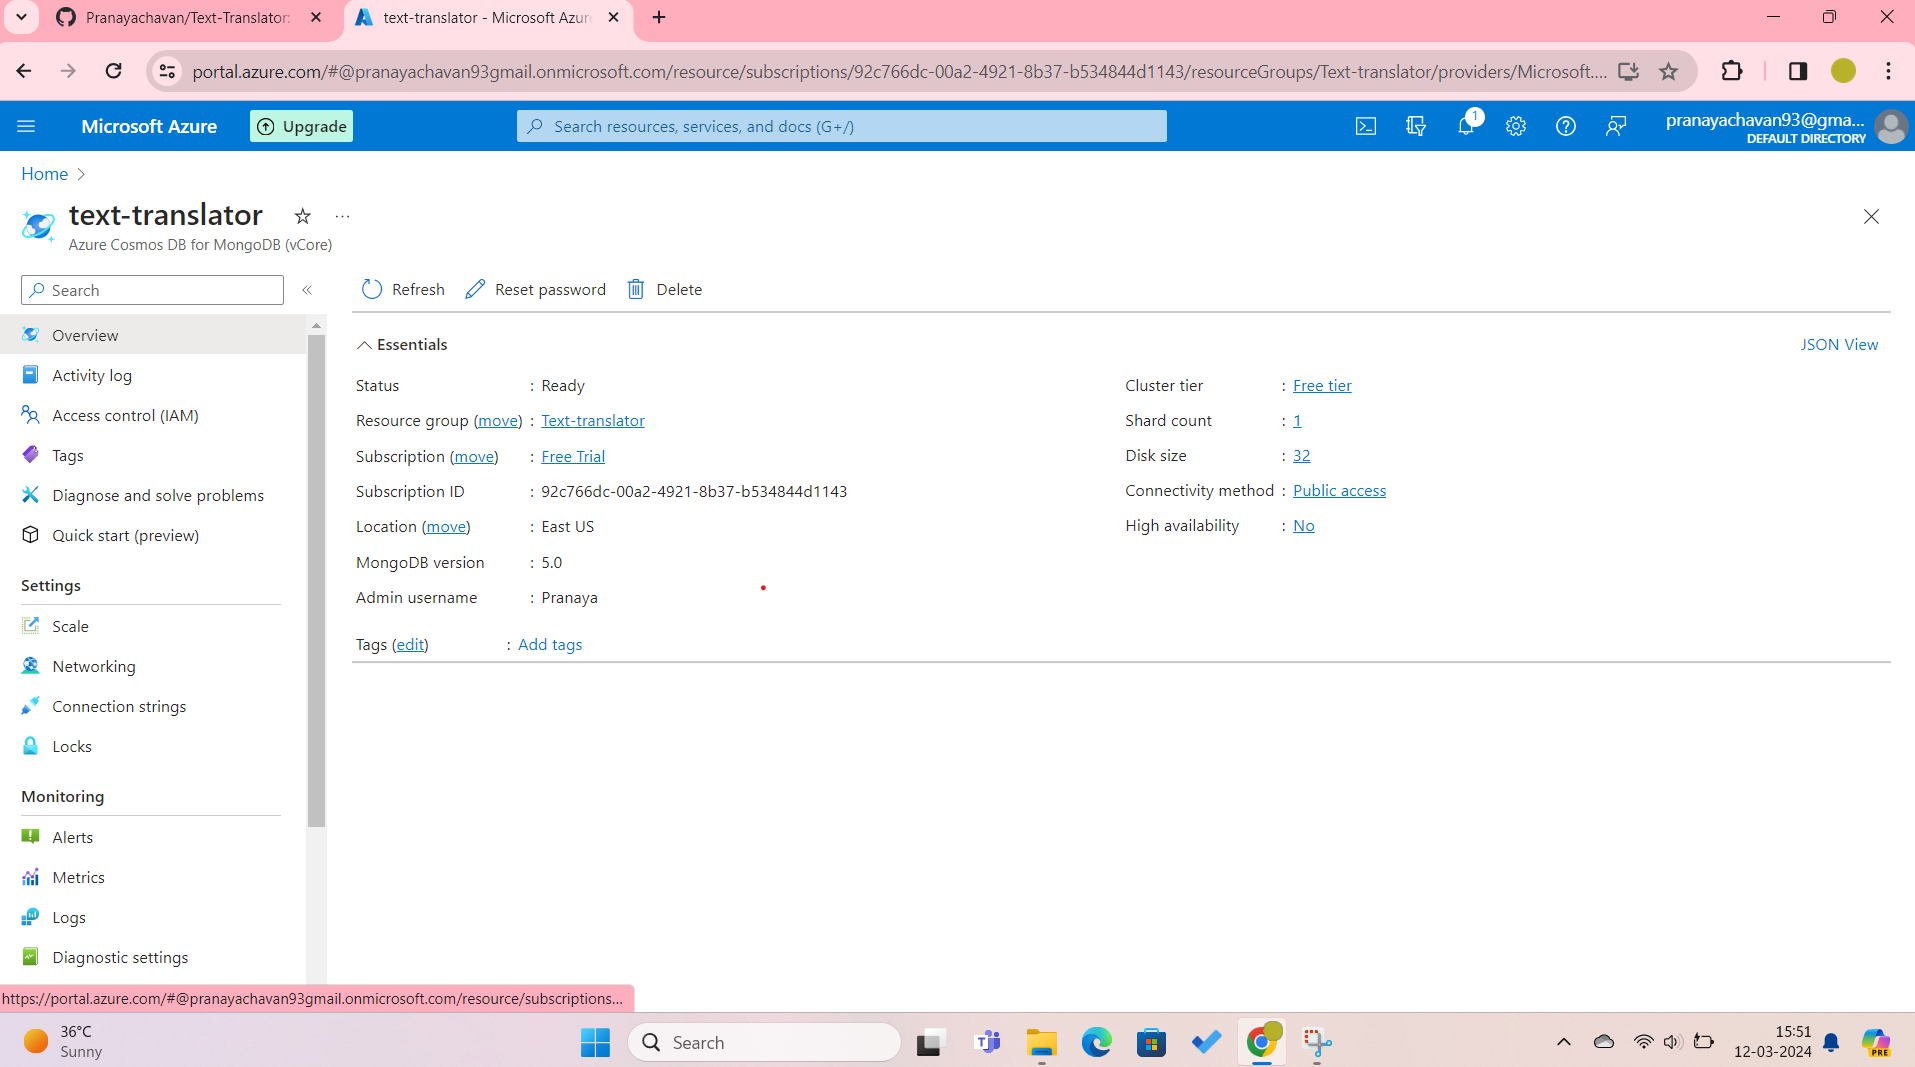 Pranayachavan/Text-Translator:
text-translator - Microsoft Azur
portal.azure.com/#@pranayachavan93gmail.onmicrosoft.com/resource/subscriptions/92c766dc-00a2-4921-8b37-b534844d1143/resourceGroups/Text-translator/providers/Microsoft....
Microsoft Azure
Upgrade
Search resources, services, and docs (G+/)
1
pranayachavan93@gma...
DEFAULT DIRECTORY
Home
text-translator
Azure Cosmos DB for MongoDB (vCore)
Search
Overview
Activity log
Access control (IAM)
Tags
Diagnose and solve problems
Quick start (preview)
Settings
Scale
Networking
Connection strings
Locks
Monitoring
Alerts
Metrics
Logs
Diagnostic settings
Refresh
Reset password
Delete
Essentials
JSON View
Status : Ready
Resource group (move) : Text-translator
Subscription (move) : Free Trial
Subscription ID : 92c766dc-00a2-4921-8b37-b534844d1143
Location (move) : East US
MongoDB version : 5.0
Admin username : Pranaya
Tags (edit) : Add tags
Cluster tier : Free tier
Shard count : 1
Disk size : 32
Connectivity method : Public access
High availability : No
https://portal.azure.com/#@pranayachavan93gmail.onmicrosoft.com/resource/subscriptions...
36°C
Sunny
Search
15:51
12-03-2024
PRE